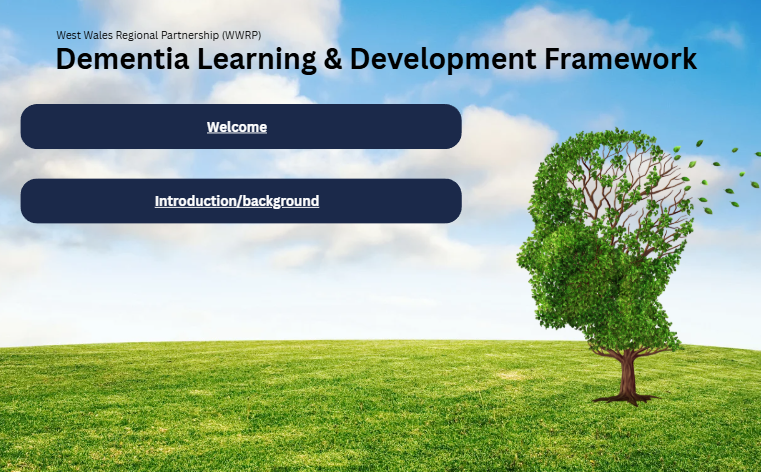 West Wales Regional Partnership (WWRP)
Dementia Learning & Development Framework
Welcome
Introduction/background